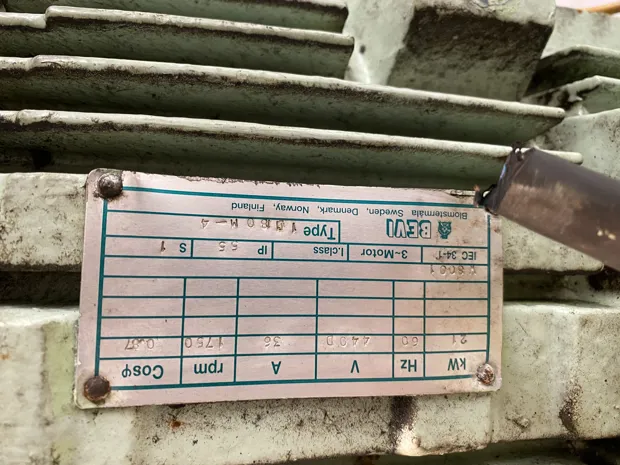 kW Hz V A rpm Cosφ
21 60 440D 36 1750 0.87
IEC 34-1 3~Motor I.class IP 55 S 1
BEVI Type
Blomstermåla Sweden, Denmark, Norway, Finland